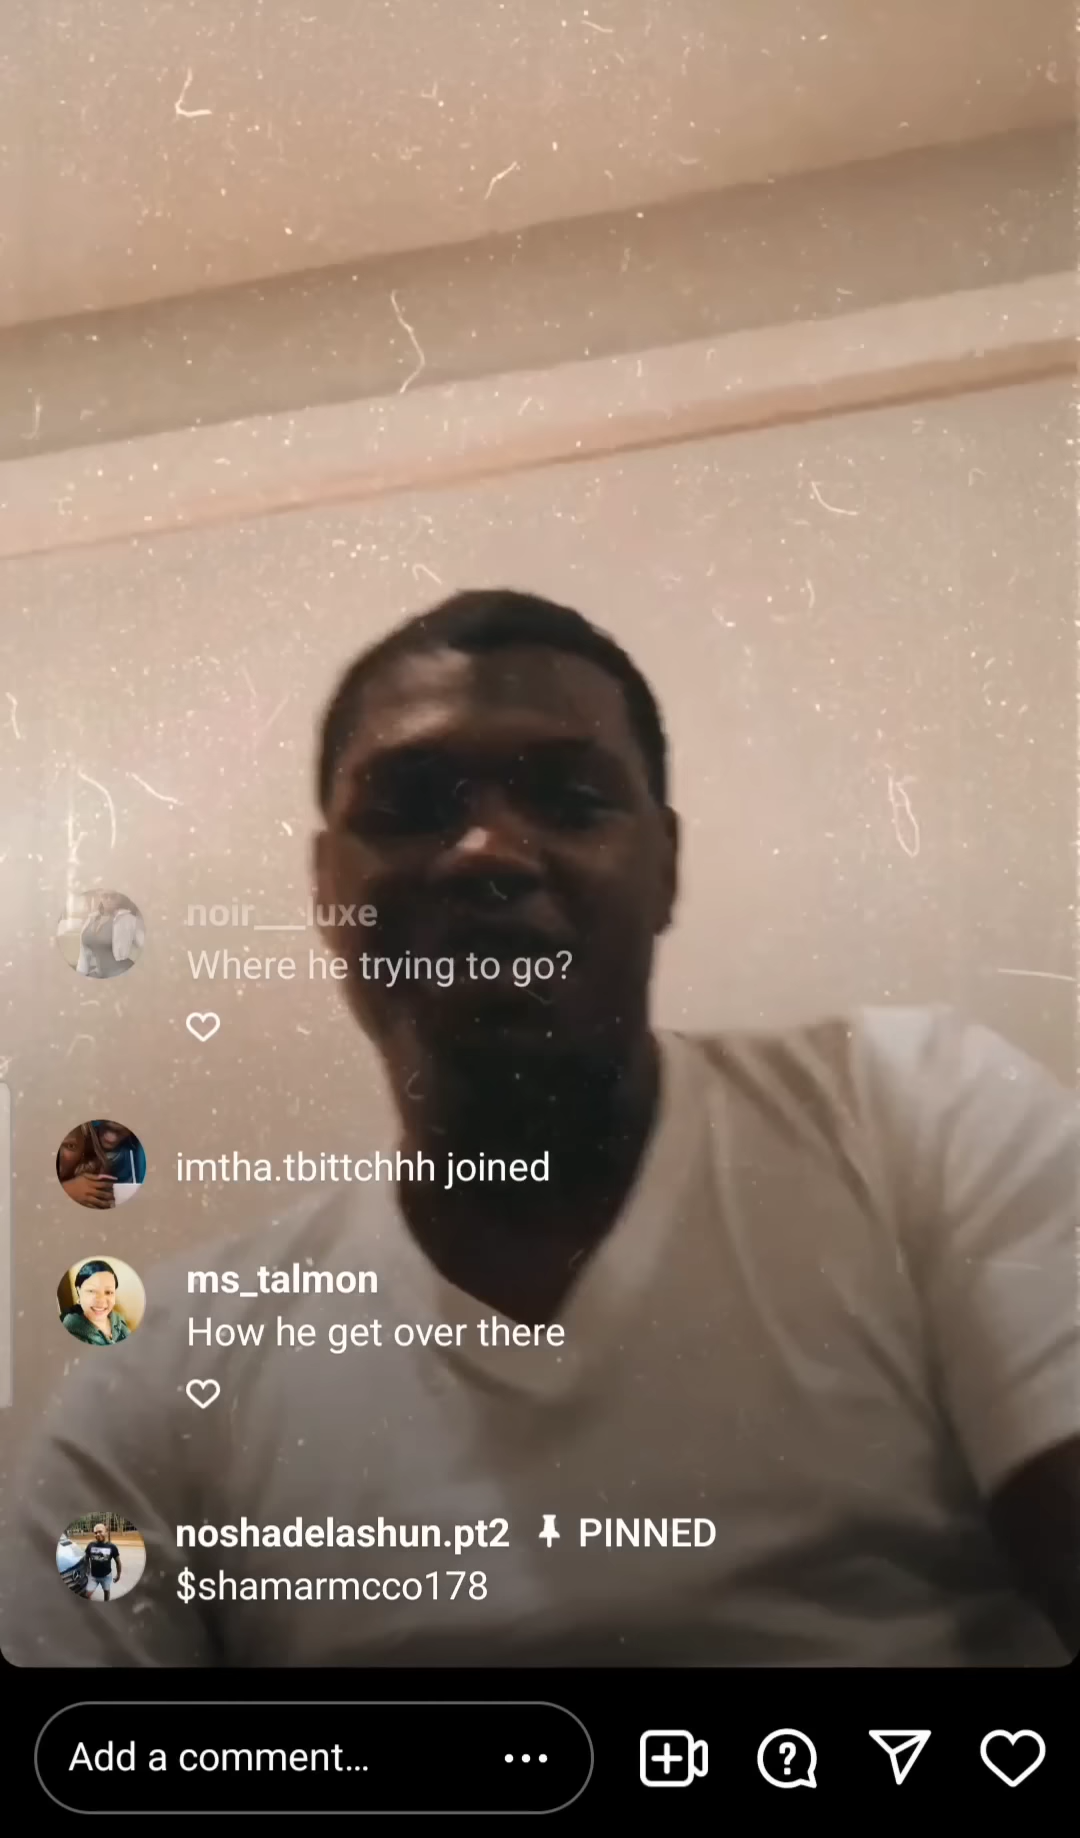 noir___luxe
Where he trying to go?
imtha.tbittchhh joined
ms_talmon
How he get over there
noshadelashun.pt2 PINNED
$shamarmcco178
Add a comment...